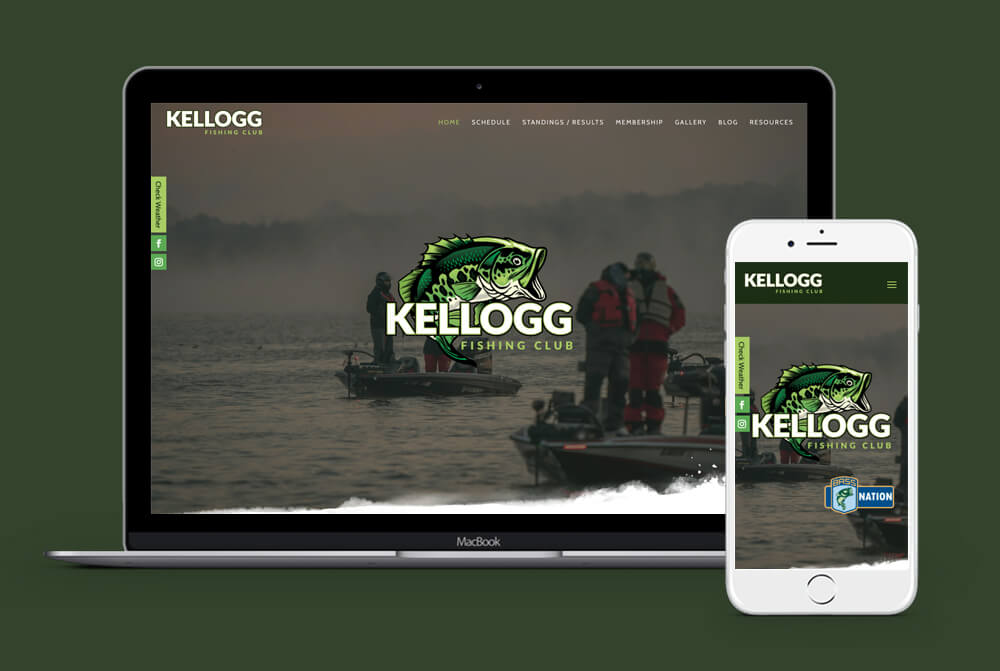 KELLOGG
FISHING CLUB
HOME SCHEDULE STANDINGS / RESULTS MEMBERSHIP GALLERY BLOG RESOURCES
Check Weather
f
KELLOGG
FISHING CLUB
MacBook
KELLOGG
FISHING CLUB
Check Weather
f
KELLOGG
FISHING CLUB
BASS
NATION